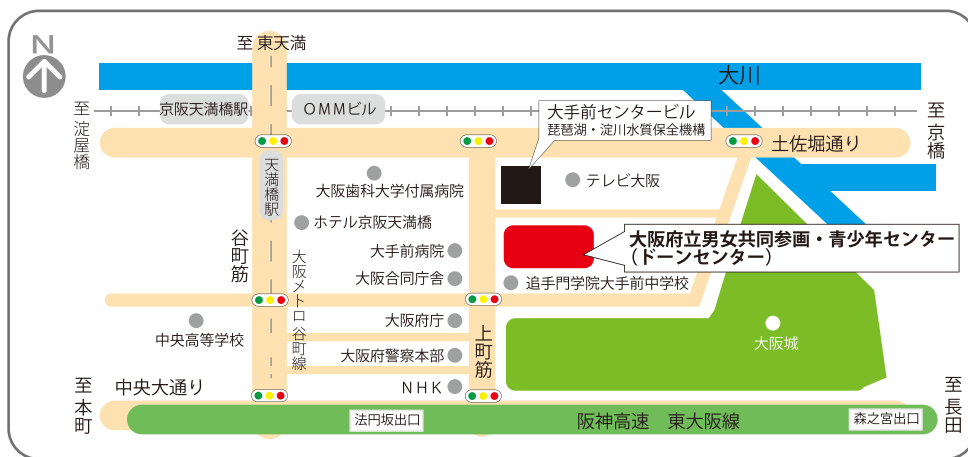 N
至 東天満
大川
京阪天満橋駅
OMMビル
大手前センタービル
琵琶湖・淀川水質保全機構
至 淀屋橋
至 京橋
土佐堀通り
天満橋駅
大阪歯科大学付属病院
テレビ大阪
ホテル京阪天満橋
谷町筋
大手前病院
大阪府立男女共同参画・青少年センター
(ドーンセンター)
大阪メトロ谷町線
大阪合同庁舎
追手門学院大手前中学校
中央高等学校
大阪府庁
上町筋
大阪城
大阪府警察本部
至 本町
中央大通り
NHK
至 長田
法円坂出口
阪神高速 東大阪線
森之宮出口